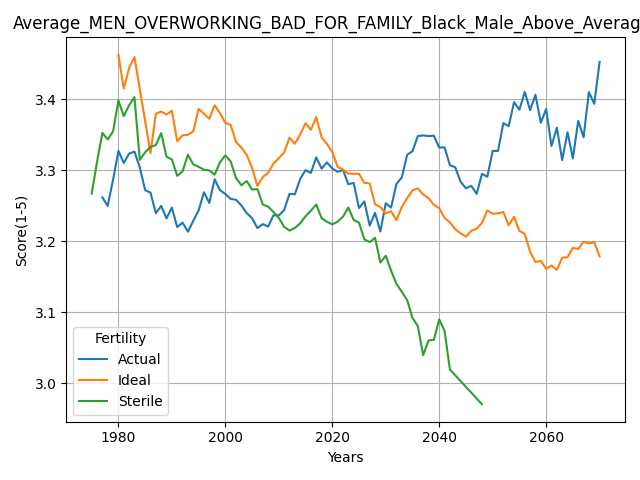 Average_MEN_OVERWORKING_BAD_FOR_FAMILY_Black_Male_Above_Averag
Score(1-5)
3.4
3.3
3.2
3.1
3.0
Fertility
Actual
Ideal
Sterile
1980 2000 2020 2040 2060
Years